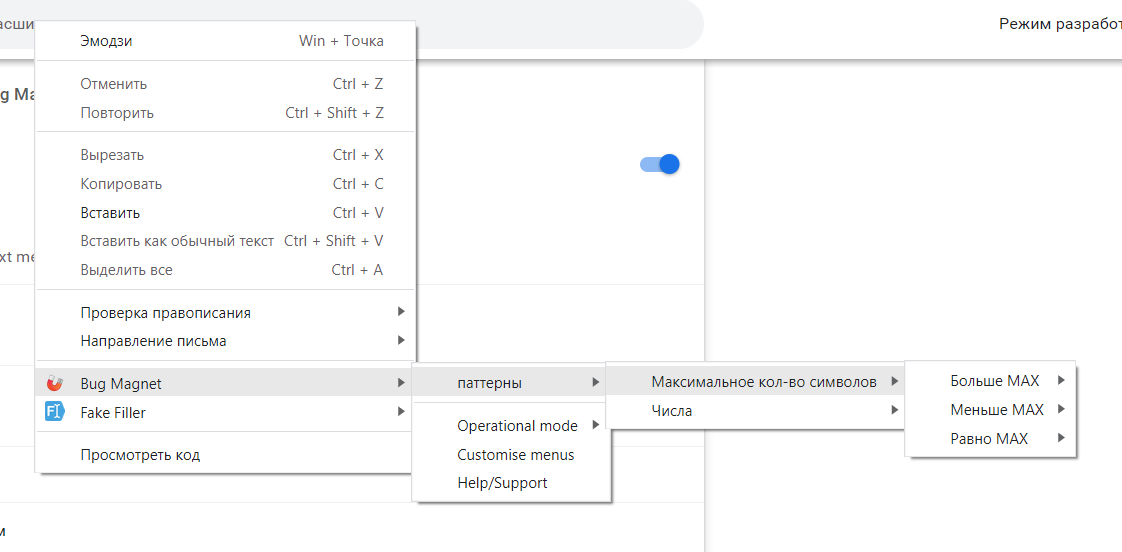 Эмодзи Win + Точка
Режим
Отменить Ctrl + Z
Повторить Ctrl + Shift + Z
Вырезать Ctrl + X
Копировать Ctrl + C
Вставить Ctrl + V
Вставить как обычный текст Ctrl + Shift + V
Выделить все Ctrl + A
Проверка правописания
Направление письма
Bug Magnet
Fake Filler
Просмотреть код
паттерны
Operational mode
Customise menus
Help/Support
Максимальное кол-во символов
Числа
Больше MAX
Меньше MAX
Равно MAX